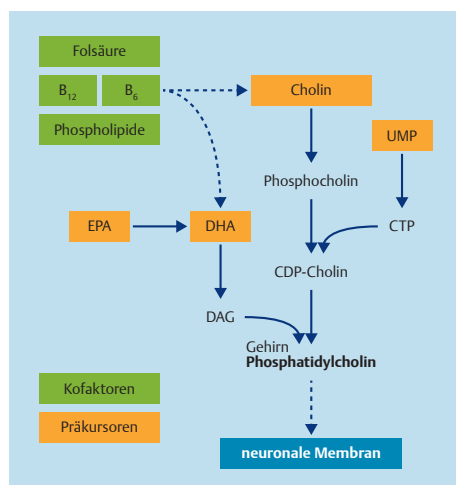 Folsäure
B12
B6
Phospholipide
Cholin
UMP
Phosphocholin
EPA
DHA
CTP
CDP-Cholin
DAG
Gehirn
Phosphatidylcholin
Kofaktoren
Präkursoren
neuronale Membran